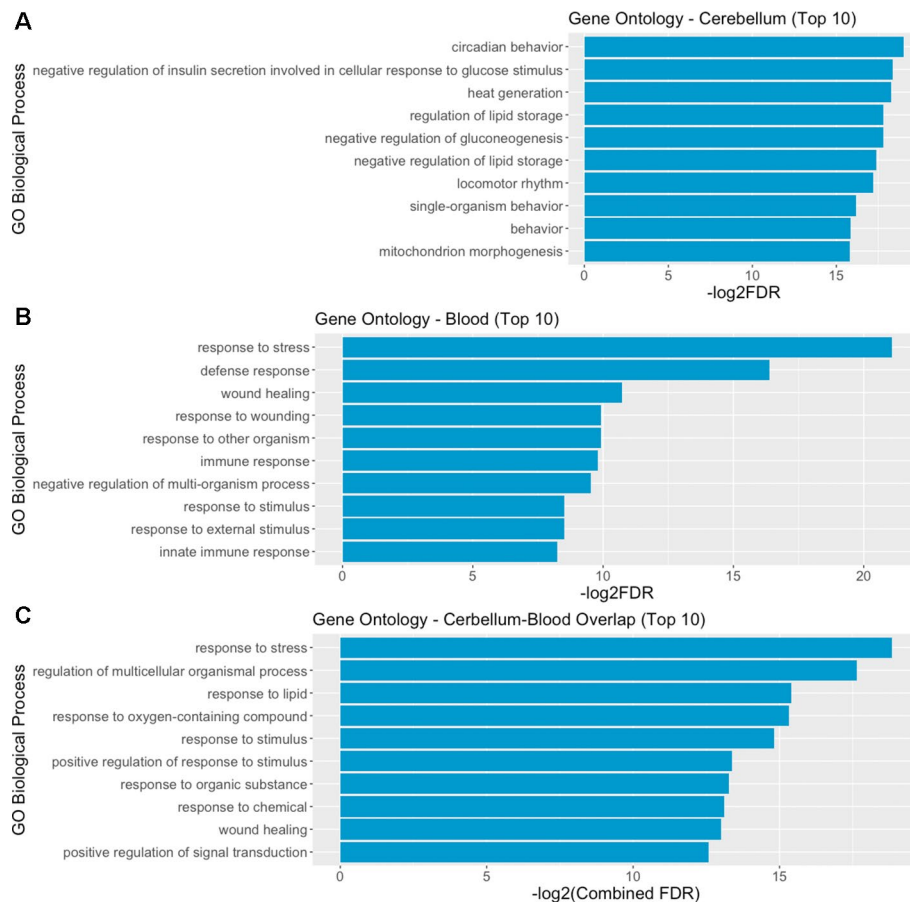 A
Gene Ontology - Cerebellum (Top 10)
GO Biological Process
circadian behavior
negative regulation of insulin secretion involved in cellular response to glucose stimulus
heat generation
regulation of lipid storage
negative regulation of gluconeogenesis
negative regulation of lipid storage
locomotor rhythm
single-organism behavior
behavior
mitochondrion morphogenesis
0 5 10 15
-log2FDR
B
Gene Ontology - Blood (Top 10)
GO Biological Process
response to stress
defense response
wound healing
response to wounding
response to other organism
immune response
negative regulation of multi-organism process
response to stimulus
response to external stimulus
innate immune response
0 5 10 15 20
-log2FDR
C
Gene Ontology - Cerbellum-Blood Overlap (Top 10)
GO Biological Process
response to stress
regulation of multicellular organismal process
response to lipid
response to oxygen-containing compound
response to stimulus
positive regulation of response to stimulus
response to organic substance
response to chemical
wound healing
positive regulation of signal transduction
0 5 10 15
-log2(Combined FDR)